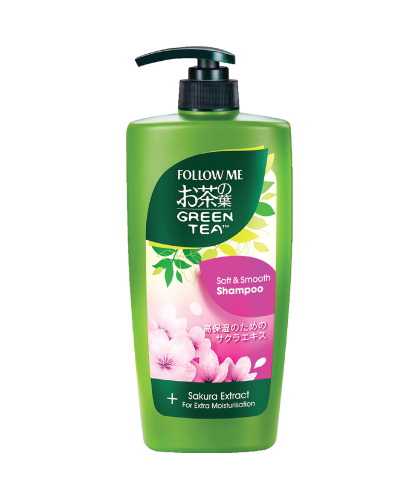 FOLLOW ME
お茶の葉
GREEN
TEA™
Soft & Smooth
Shampoo
高保湿のための
サクラエキス
+ Sakura Extract
For Extra Moisturisation